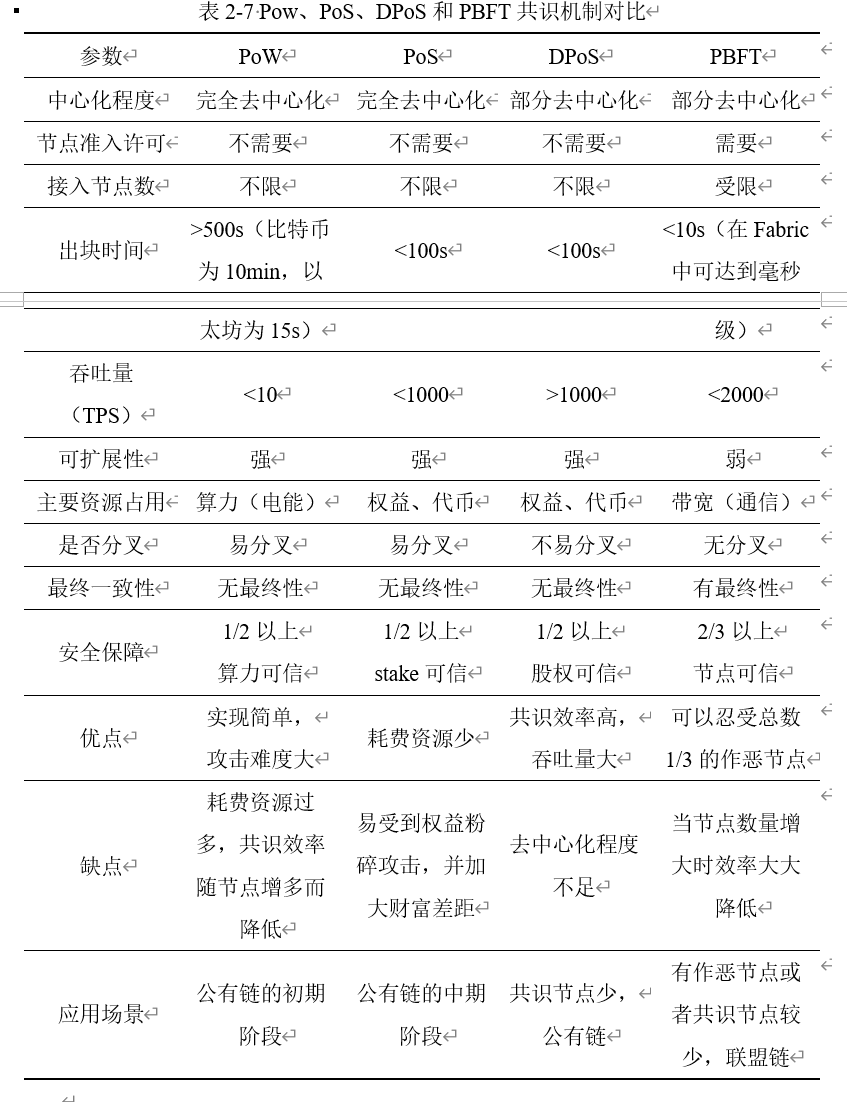 表 2-7 Pow、PoS、DPoS 和 PBFT 共识机制对比
参数 PoW PoS DPoS PBFT
中心化程度 完全去中心化 完全去中心化 部分去中心化 部分去中心化
节点准入许可 不需要 不需要 不需要 需要
接入节点数 不限 不限 不限 受限
>500s（比特币 <10s（在 Fabric
出块时间 <100s <100s
为 10min，以 中可达到毫秒
太坊为 15s） 级）
吞吐量
<10 <1000 >1000 <2000
（TPS）
可扩展性 强 强 强 弱
主要资源占用 算力（电能） 权益、代币 权益、代币 带宽（通信）
是否分叉 易分叉 易分叉 不易分叉 无分叉
最终一致性 无最终性 无最终性 无最终性 有最终性
1/2 以上 1/2 以上 1/2 以上 2/3 以上
安全保障
算力可信 stake 可信 股权可信 节点可信
实现简单， 共识效率高， 可以忍受总数
优点 耗费资源少
攻击难度大 吞吐量大 1/3 的作恶节点
耗费资源过
易受到权益粉 当节点数量增
多，共识效率 去中心化程度
缺点 碎攻击，并加 大时效率大大
随节点增多而 不足
大财富差距 降低
降低
有作恶节点或
公有链的初期 公有链的中期 共识节点少，
应用场景 者共识节点较
阶段 阶段 公有链
少，联盟链